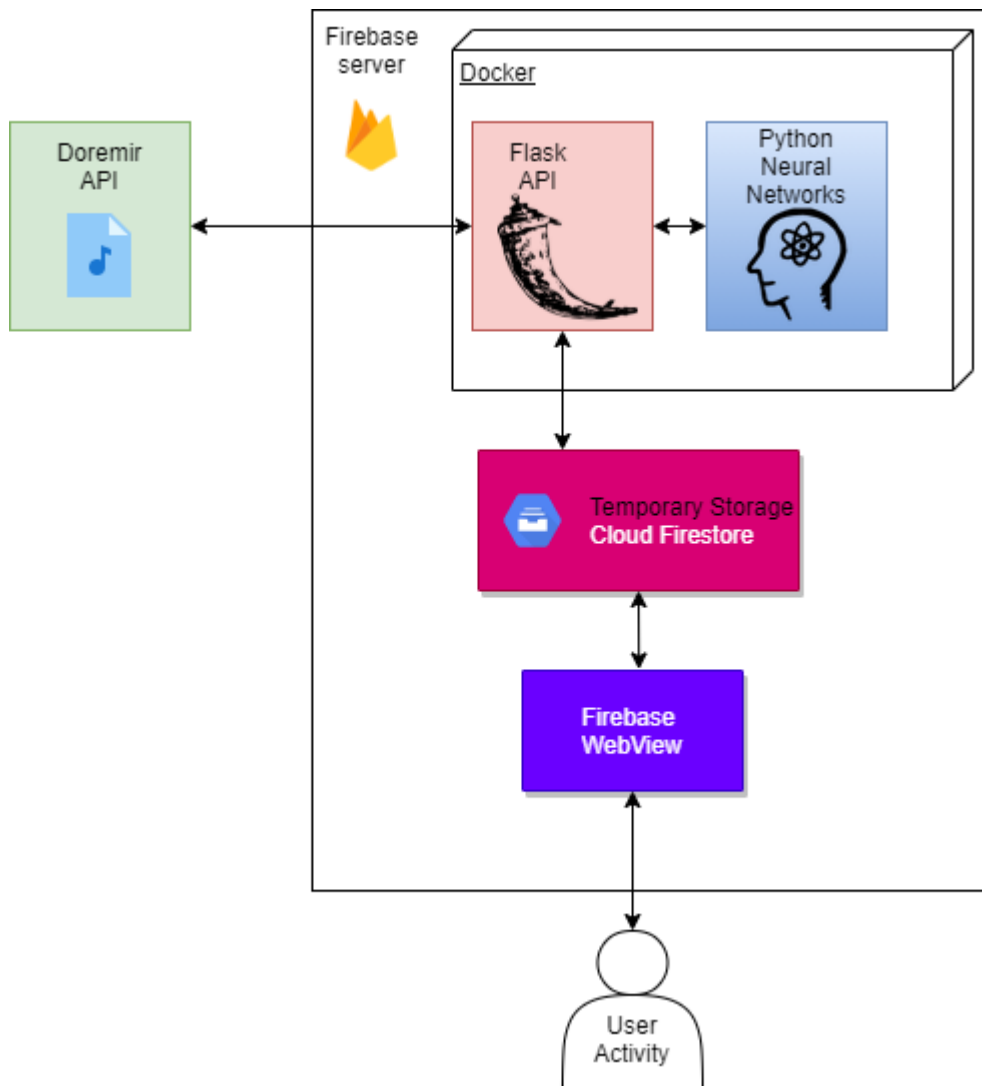 Firebase
server
Docker
Doremir
API
Flask
API
Python
Neural
Networks
Temporary Storage
Cloud Firestore
Firebase
WebView
User
Activity